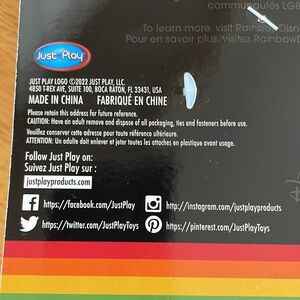 communautés LGB
To learn more, visit RainbowDisn
Pour en savoir plus, visitez RainbowD
Just Play
JUST PLAY LOGO ©2022 JUST PLAY, LLC.
4850 T-REX AVE, SUITE 100, BOCA RATON, FL 33431, USA
MADE IN CHINA FABRIQUÉ EN CHINE
Please retain this address for future reference.
CAUTION: Have an adult remove and dispose of all packaging, ties and fasteners before use.
Veuillez conserver cette adresse pour toute référence ultérieure.
ATTENTION: Un adulte doit enlever et jeter toutes les attaches en plastique avant usage.
Follow Just Play on:
Suivez Just Play sur :
justplayproducts.com
https://facebook.com/JustPlay
http://instagram.com/justplayproducts
https://twitter.com/JustPlayToys
https://pinterest.com/JustPlayToys